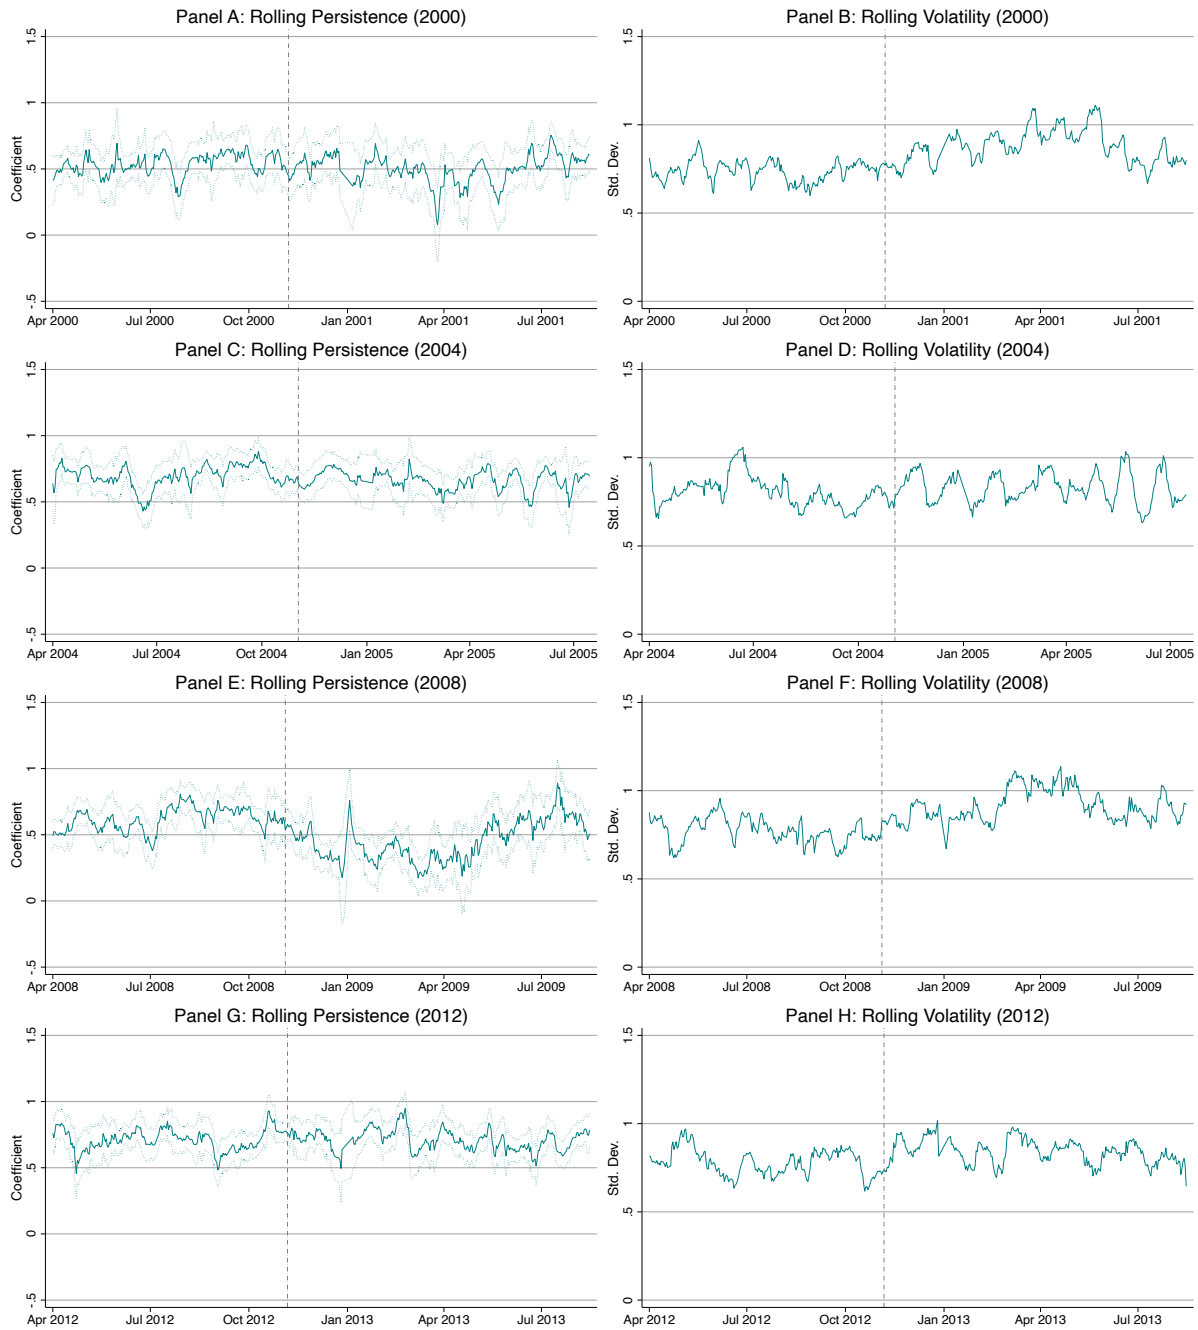 Panel A: Rolling Persistence (2000)
Coefficient
1.5
1
.5
0
-.5
Apr 2000 Jul 2000 Oct 2000 Jan 2001 Apr 2001 Jul 2001
Panel B: Rolling Volatility (2000)
Std. Dev.
1.5
1
.5
0
Apr 2000 Jul 2000 Oct 2000 Jan 2001 Apr 2001 Jul 2001
Panel C: Rolling Persistence (2004)
Coefficient
1.5
1
.5
0
-.5
Apr 2004 Jul 2004 Oct 2004 Jan 2005 Apr 2005 Jul 2005
Panel D: Rolling Volatility (2004)
Std. Dev.
1.5
1
.5
0
Apr 2004 Jul 2004 Oct 2004 Jan 2005 Apr 2005 Jul 2005
Panel E: Rolling Persistence (2008)
Coefficient
1.5
1
.5
0
-.5
Apr 2008 Jul 2008 Oct 2008 Jan 2009 Apr 2009 Jul 2009
Panel F: Rolling Volatility (2008)
Std. Dev.
1.5
1
.5
0
Apr 2008 Jul 2008 Oct 2008 Jan 2009 Apr 2009 Jul 2009
Panel G: Rolling Persistence (2012)
Coefficient
1.5
1
.5
0
-.5
Apr 2012 Jul 2012 Oct 2012 Jan 2013 Apr 2013 Jul 2013
Panel H: Rolling Volatility (2012)
Std. Dev.
1.5
1
.5
0
Apr 2012 Jul 2012 Oct 2012 Jan 2013 Apr 2013 Jul 2013